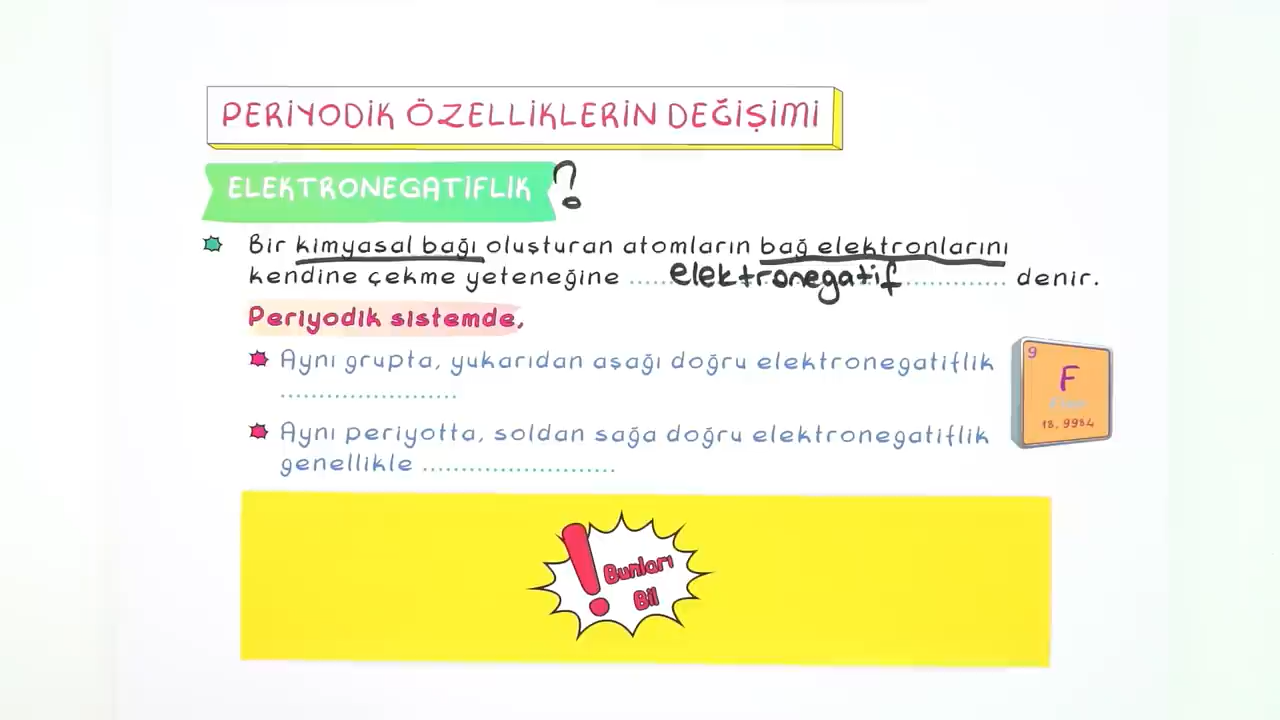 PERİYODİK ÖZELLİKLERİN DEĞİŞİMİ
ELEKTRONEGATİFLİK ?
Bir kimyasal bağı oluşturan atomların bağ elektronlarını
kendine çekme yeteneğine ..... elektronegatif ............... denir.
Periyodik sistemde,
Aynı grupta, yukarıdan aşağı doğru elektronegatiflik
.........................
Aynı periyotta, soldan sağa doğru elektronegatiflik
genellikle ...........................
9
F
18,9984
Bunları
Bil